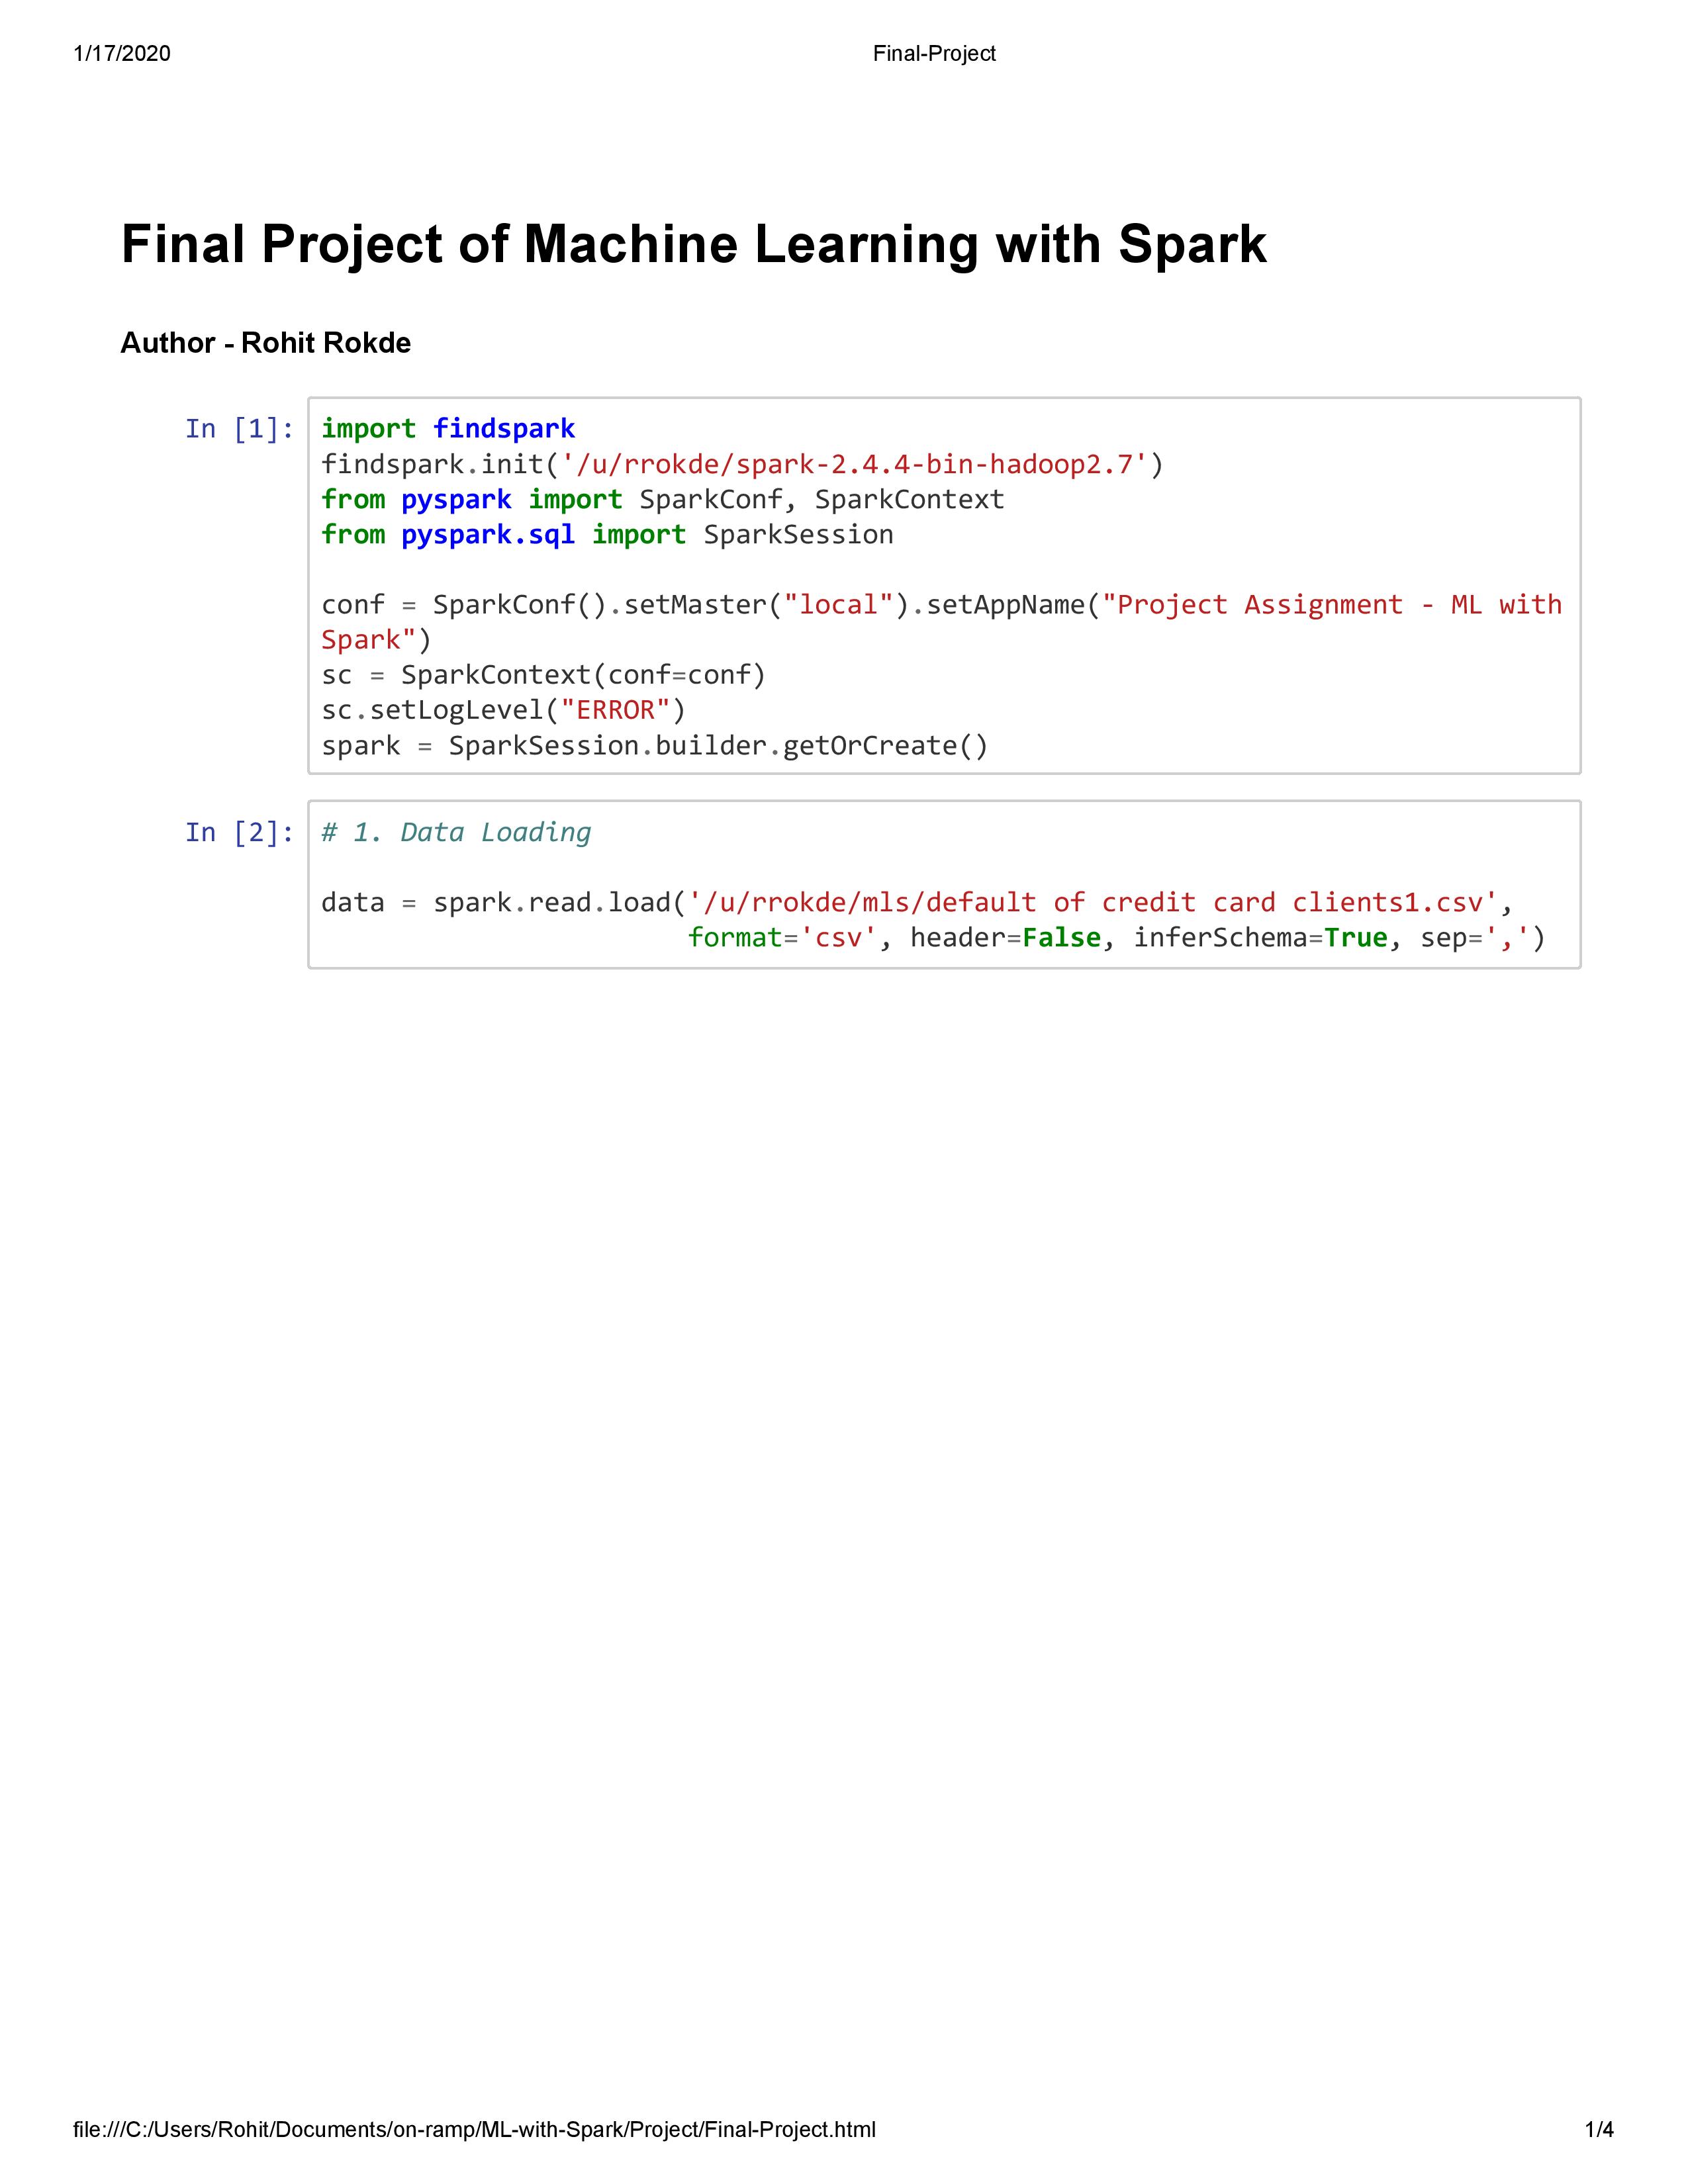 1/17/2020 Final-Project
Final Project of Machine Learning with Spark
Author - Rohit Rokde
In [1]: import findspark
findspark.init('/u/rrokde/spark-2.4.4-bin-hadoop2.7')
from pyspark import SparkConf, SparkContext
from pyspark.sql import SparkSession

conf = SparkConf().setMaster("local").setAppName("Project Assignment - ML with
Spark")
sc = SparkContext(conf=conf)
sc.setLogLevel("ERROR")
spark = SparkSession.builder.getOrCreate()
In [2]: # 1. Data Loading

data = spark.read.load('/u/rrokde/mls/default of credit card clients1.csv',
format='csv', header=False, inferSchema=True, sep=',')
file:///C:/Users/Rohit/Documents/on-ramp/ML-with-Spark/Project/Final-Project.html 1/4